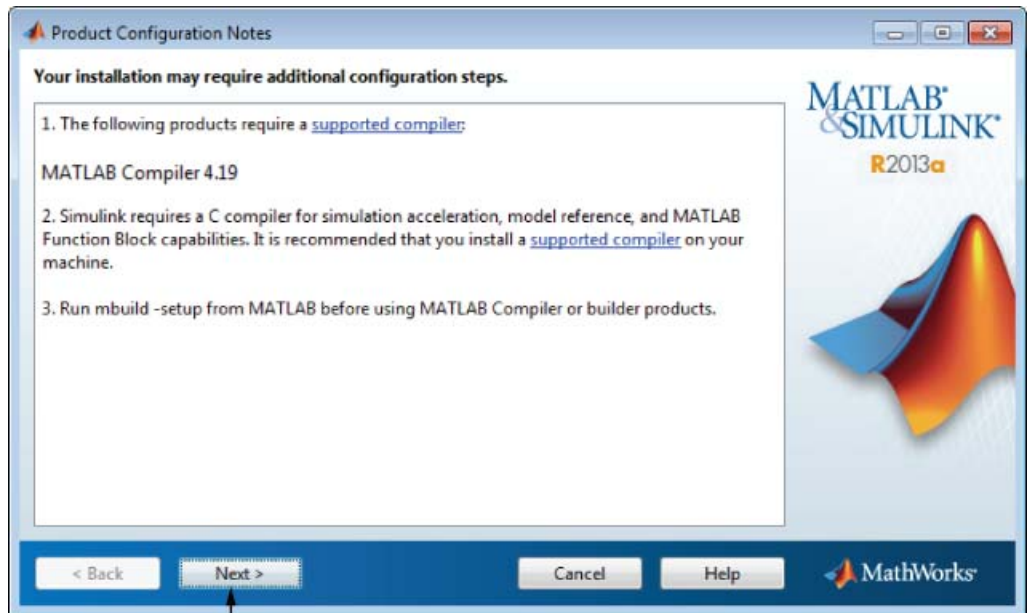 Product Configuration Notes
Your installation may require additional configuration steps.
1. The following products require a supported compiler:
MATLAB Compiler 4.19
2. Simulink requires a C compiler for simulation acceleration, model reference, and MATLAB
Function Block capabilities. It is recommended that you install a supported compiler on your
machine.
3. Run mbuild -setup from MATLAB before using MATLAB Compiler or builder products.
MATLAB®
&SIMULINK®
R2013a
< Back
Next >
Cancel
Help
MathWorks®